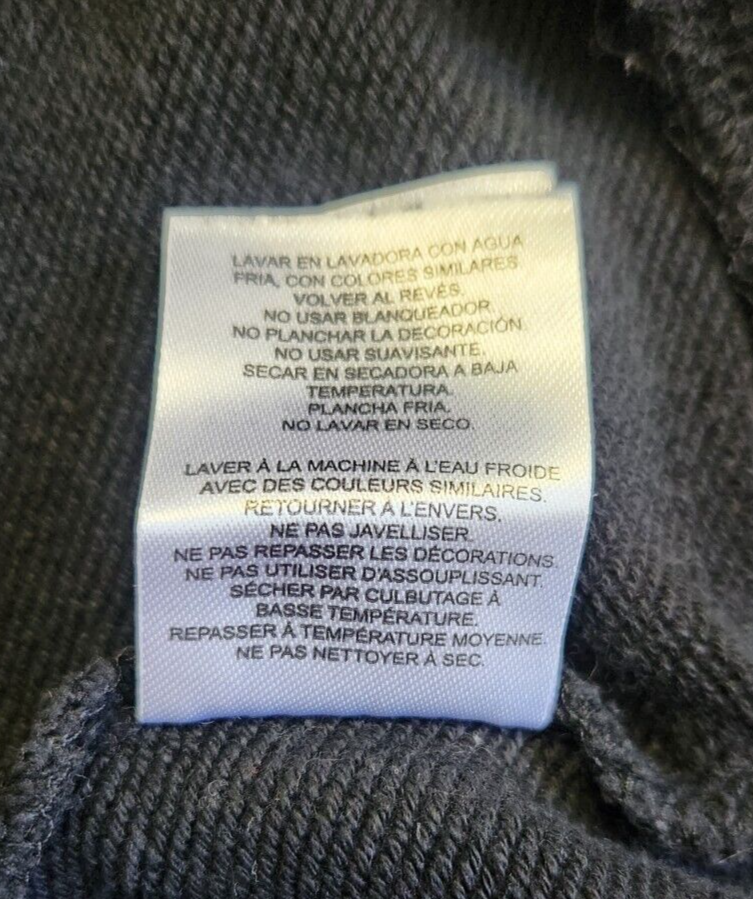 LAVAR EN LAVADORA CON AGUA
FRIA, CON COLORES SIMILARES
VOLVER AL REVÉS.
NO USAR BLANQUEADOR.
NO PLANCHAR LA DECORACIÓN
NO USAR SUAVISANTE.
SECAR EN SECADORA A BAJA
TEMPERATURA.
PLANCHA FRIA.
NO LAVAR EN SECO.
LAVER À LA MACHINE À L'EAU FROIDE
AVEC DES COULEURS SIMILAIRES.
RETOURNER À L'ENVERS.
NE PAS JAVELLISER.
NE PAS REPASSER LES DÉCORATIONS.
NE PAS UTILISER D'ASSOUPLISSANT.
SÉCHER PAR CULBUTAGE À
BASSE TEMPÉRATURE.
REPASSER À TEMPÉRATURE MOYENNE.
NE PAS NETTOYER À SEC.